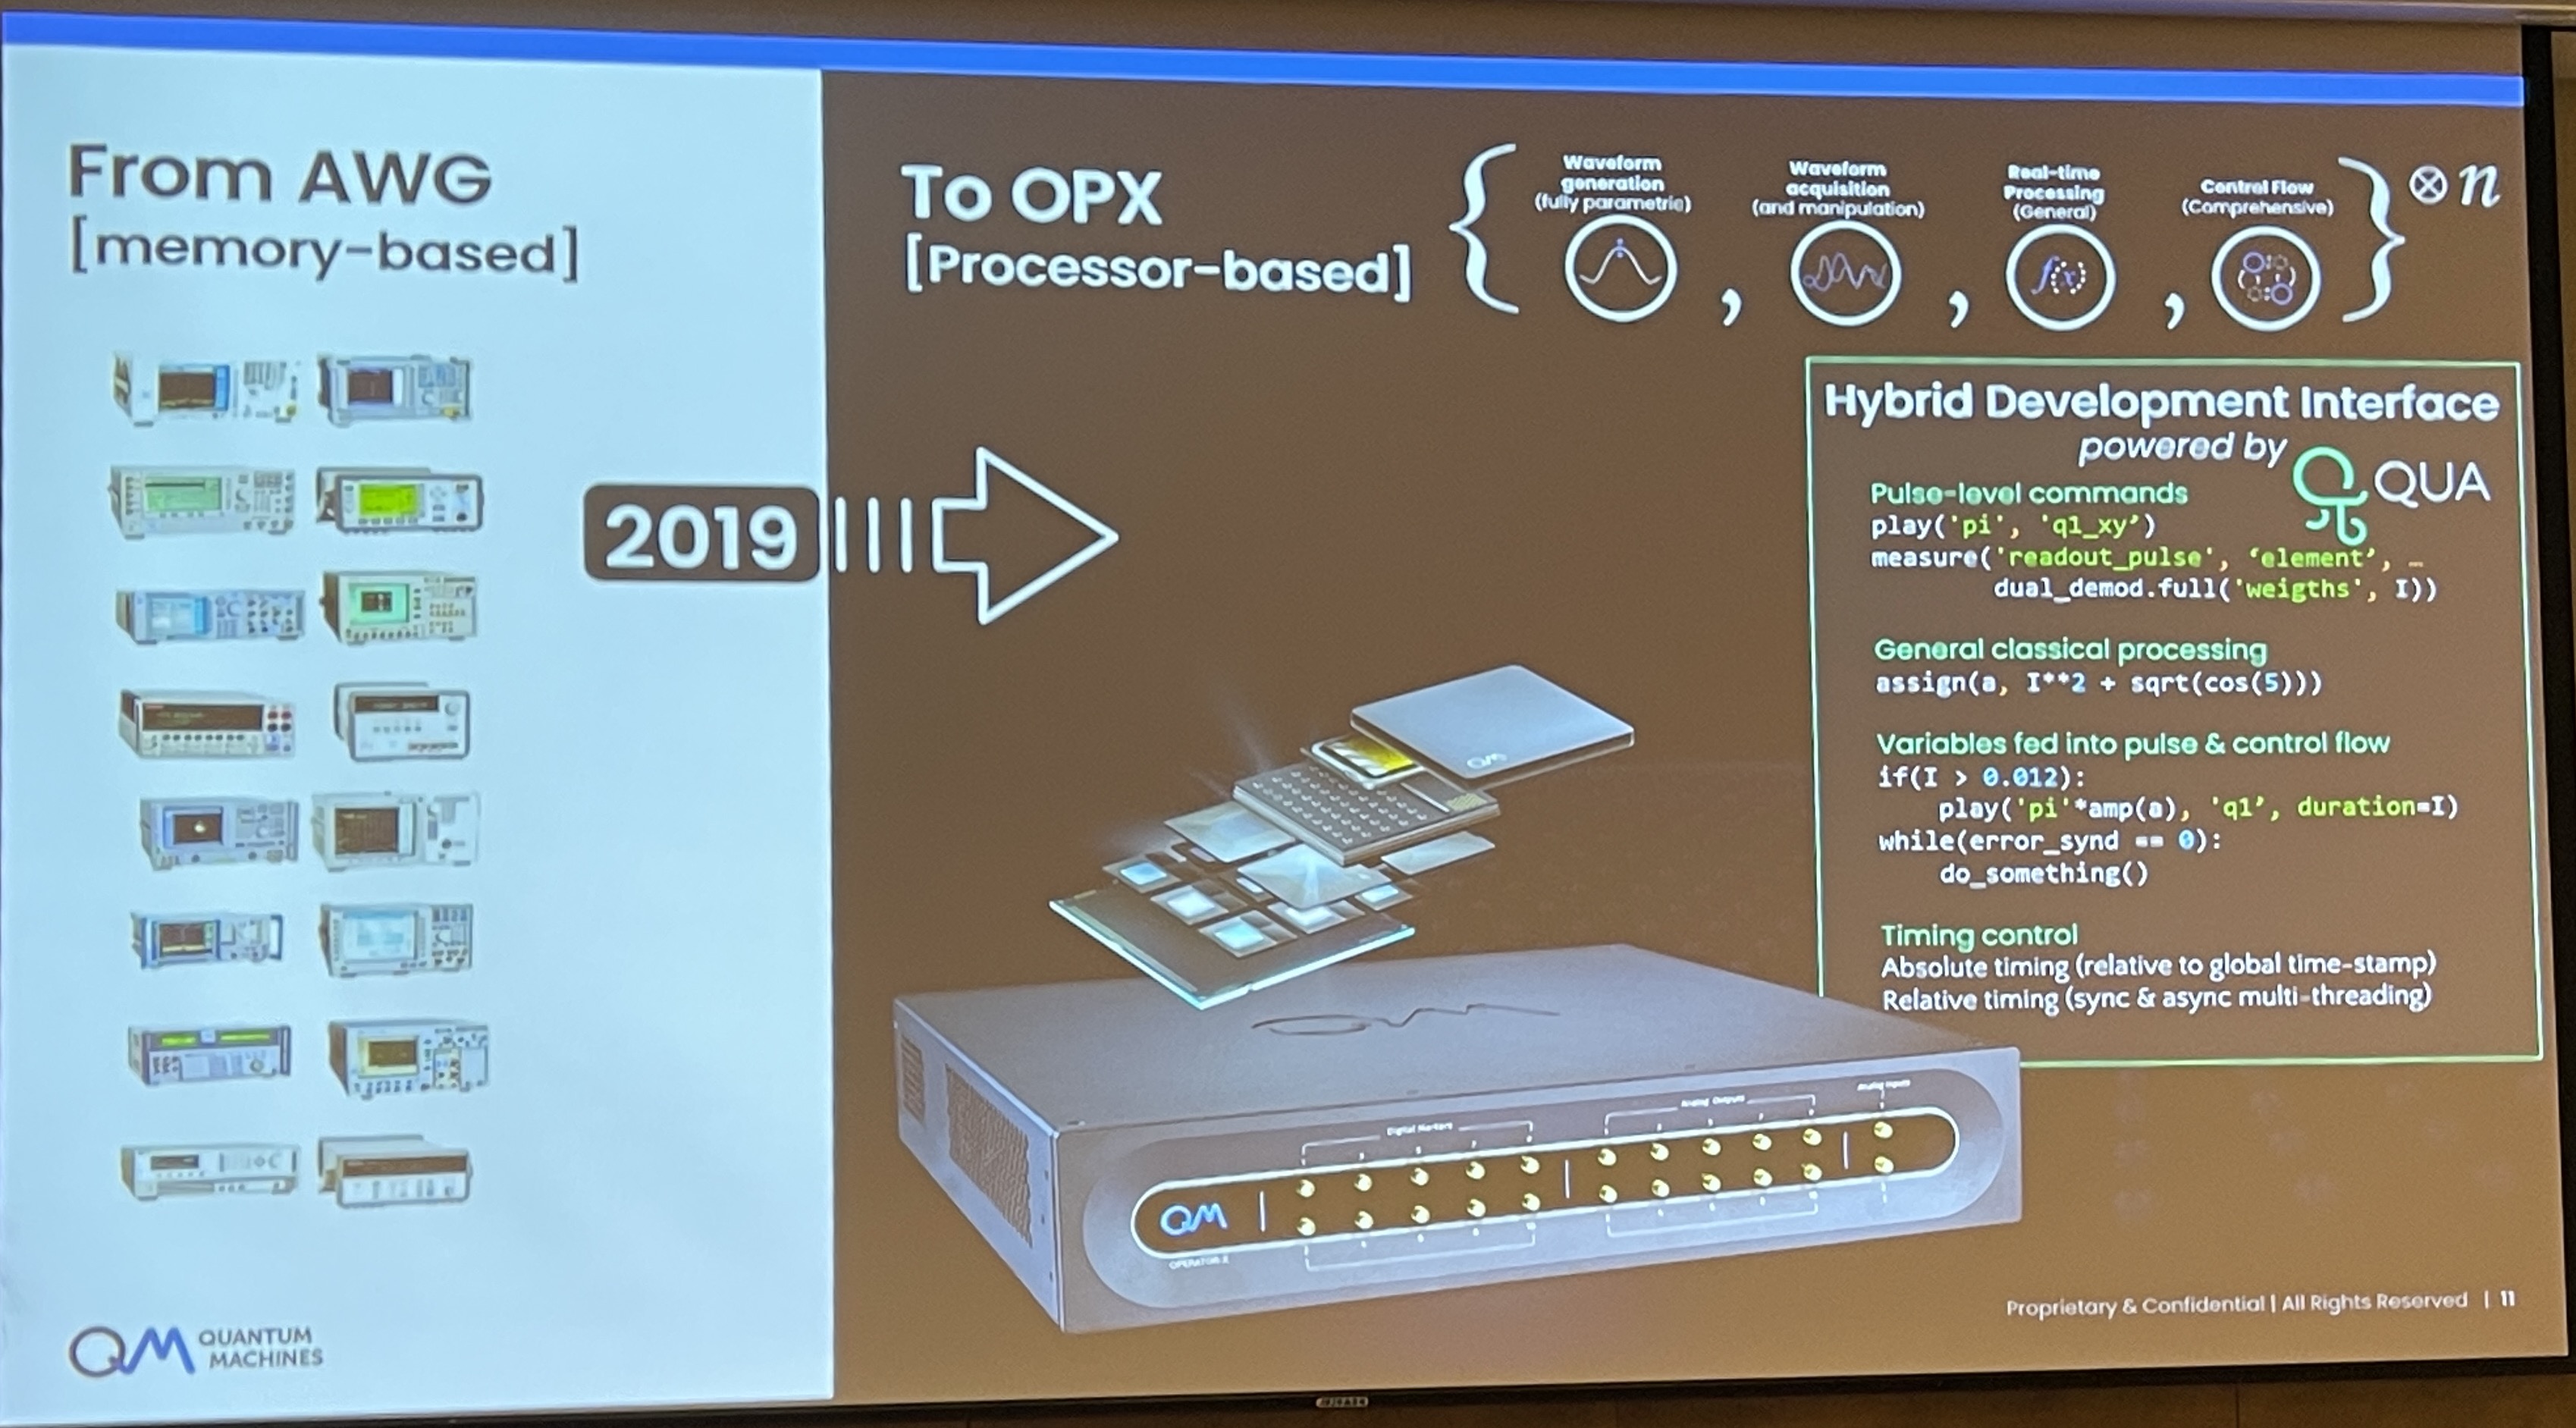 From AWG
[memory-based]
2019
To OPX
[Processor-based]
Waveform
generation
(fully parametric)
,
Waveform
acquisition
(and manipulation)
,
Real-time
Processing
(General)
f(x)
,
Control Flow
(Comprehensive)
⊗n
Hybrid Development Interface
powered by
QUA
Pulse-level commands
play('pi', 'q1_xy’)
measure('readout_pulse', ‘element’, …
dual_demod.full('weigths', I))
General classical processing
assign(a, I**2 + sqrt(cos(5)))
Variables fed into pulse & control flow
if(I > 0.012):
play('pi'*amp(a), 'q1’, duration=I)
while(error_synd == 0):
do_something()
Timing control
Absolute timing (relative to global time-stamp)
Relative timing (sync & async multi-threading)
QM
Digital Markers
Analog Outputs
Analog Inputs
QM
OPERATOR-X
QM QUANTUM
MACHINES
Proprietary & Confidential | All Rights Reserved | 11